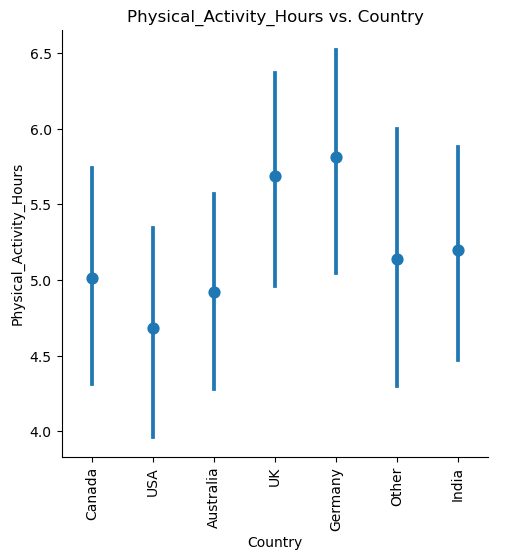 Physical_Activity_Hours vs. Country
Physical_Activity_Hours
6.5
6.0
5.5
5.0
4.5
4.0
Canada
USA
Australia
UK
Germany
Other
India
Country